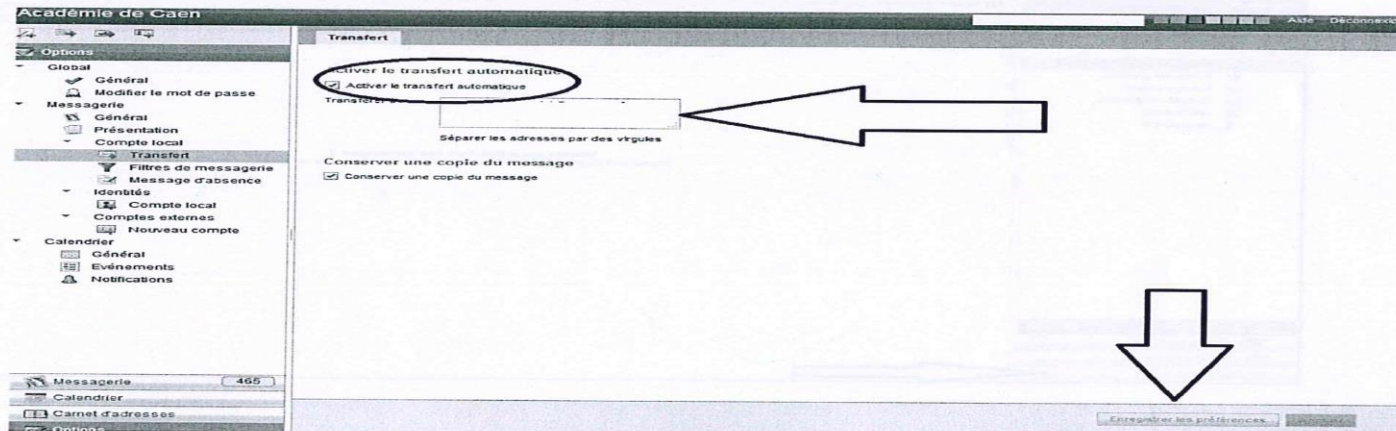 Académie de Caen
Aide Déconnexion
Options
Global
Général
Modifier le mot de passe
Messagerie
Général
Présentation
Compte local
Transfert
Filtres de messagerie
Message d'absence
Identités
Compte local
Comptes externes
Nouveau compte
Calendrier
Général
Evénements
Notifications
Messagerie 465
Calendrier
Carnet d'adresses
Options
Transfert
Activer le transfert automatique
Activer le transfert automatique
Séparer les adresses par des virgules
Conserver une copie du message
Conserver une copie du message
Enregistrer les préférences